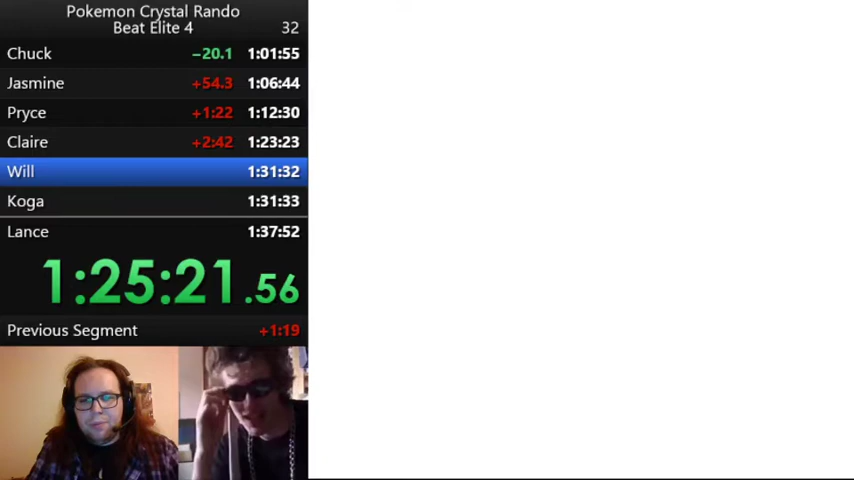 Pokemon Crystal Rando
Beat Elite 4 32
Chuck −20.1 1:01:55
Jasmine +54.3 1:06:44
Pryce +1:22 1:12:30
Claire +2:42 1:23:23
Will 1:31:32
Koga 1:31:33
Lance 1:37:52
1:25:21.56
Previous Segment +1:19